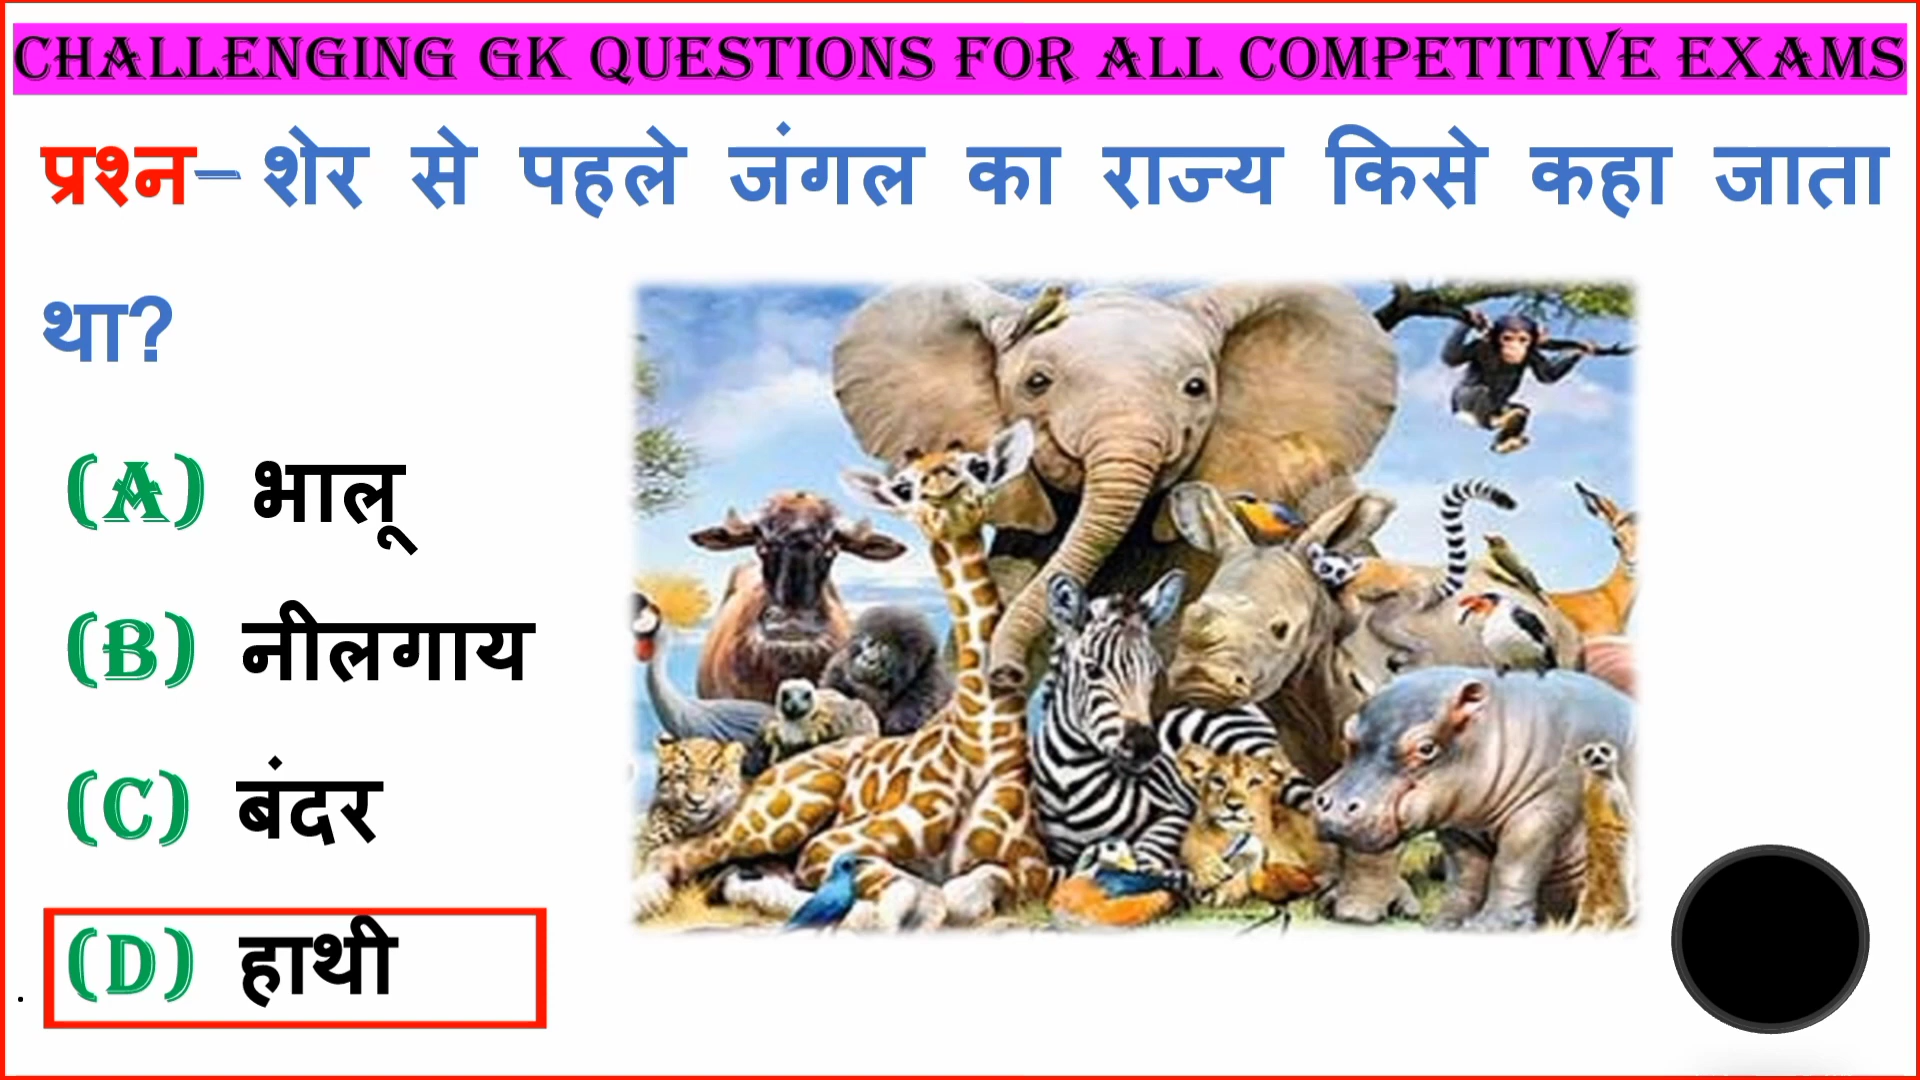 CHALLENGING GK QUESTIONS FOR ALL COMPETITIVE EXAMS
प्रश्न– शेर से पहले जंगल का राज्य किसे कहा जाता
था?
(A) भालू
(B) नीलगाय
(C) बंदर
(D) हाथी